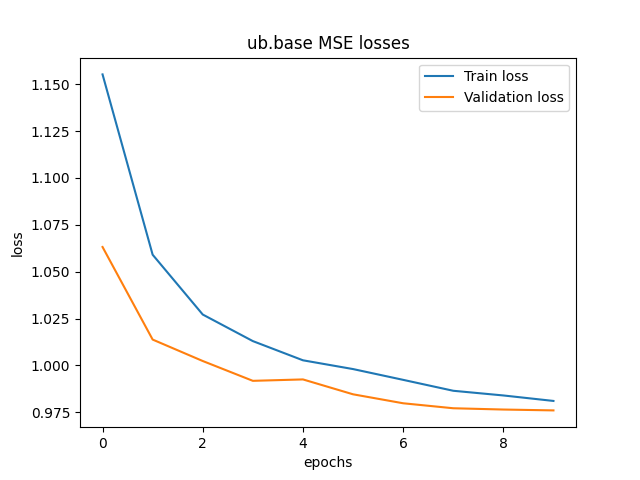 ub.base MSE losses
Train loss
Validation loss
1.150
1.125
1.100
1.075
1.050
1.025
1.000
0.975
loss
0 2 4 6 8
epochs